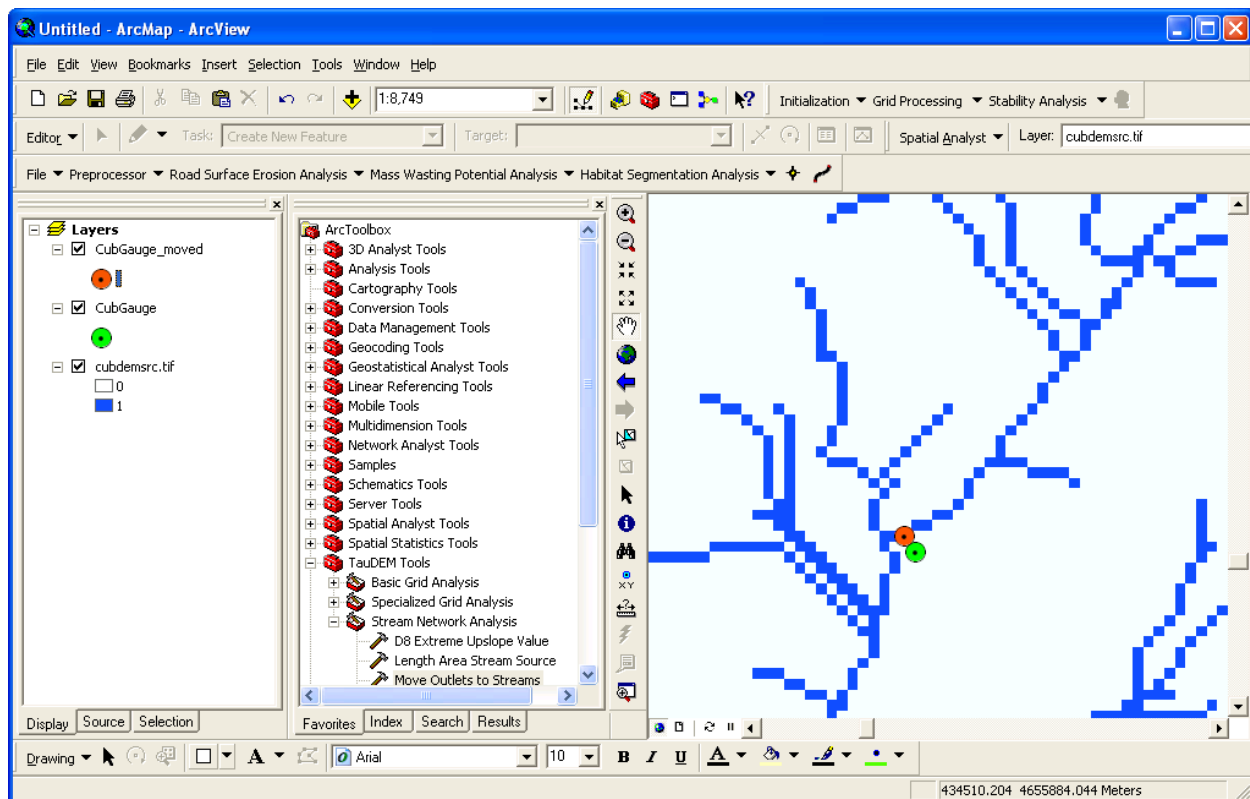 Untitled - ArcMap - ArcView
File Edit View Bookmarks Insert Selection Tools Window Help
1:8,749 Initialization Grid Processing Stability Analysis
Editor Task: Create New Feature Target: Spatial Analyst Layer: cubdemsrc.tif
File Preprocessor Road Surface Erosion Analysis Mass Wasting Potential Analysis Habitat Segmentation Analysis
Layers
CubGauge_moved
CubGauge
cubdemsrc.tif
0
1
Display Source Selection
ArcToolbox
3D Analyst Tools
Analysis Tools
Cartography Tools
Conversion Tools
Data Management Tools
Geocoding Tools
Geostatistical Analyst Tools
Linear Referencing Tools
Mobile Tools
Multidimension Tools
Network Analyst Tools
Samples
Schematics Tools
Server Tools
Spatial Analyst Tools
Spatial Statistics Tools
TauDEM Tools
Basic Grid Analysis
Specialized Grid Analysis
Stream Network Analysis
D8 Extreme Upslope Value
Length Area Stream Source
Move Outlets to Streams
Favorites Index Search Results
XY
Drawing A Arial 10 B I U A
434510.204 4655884.044 Meters